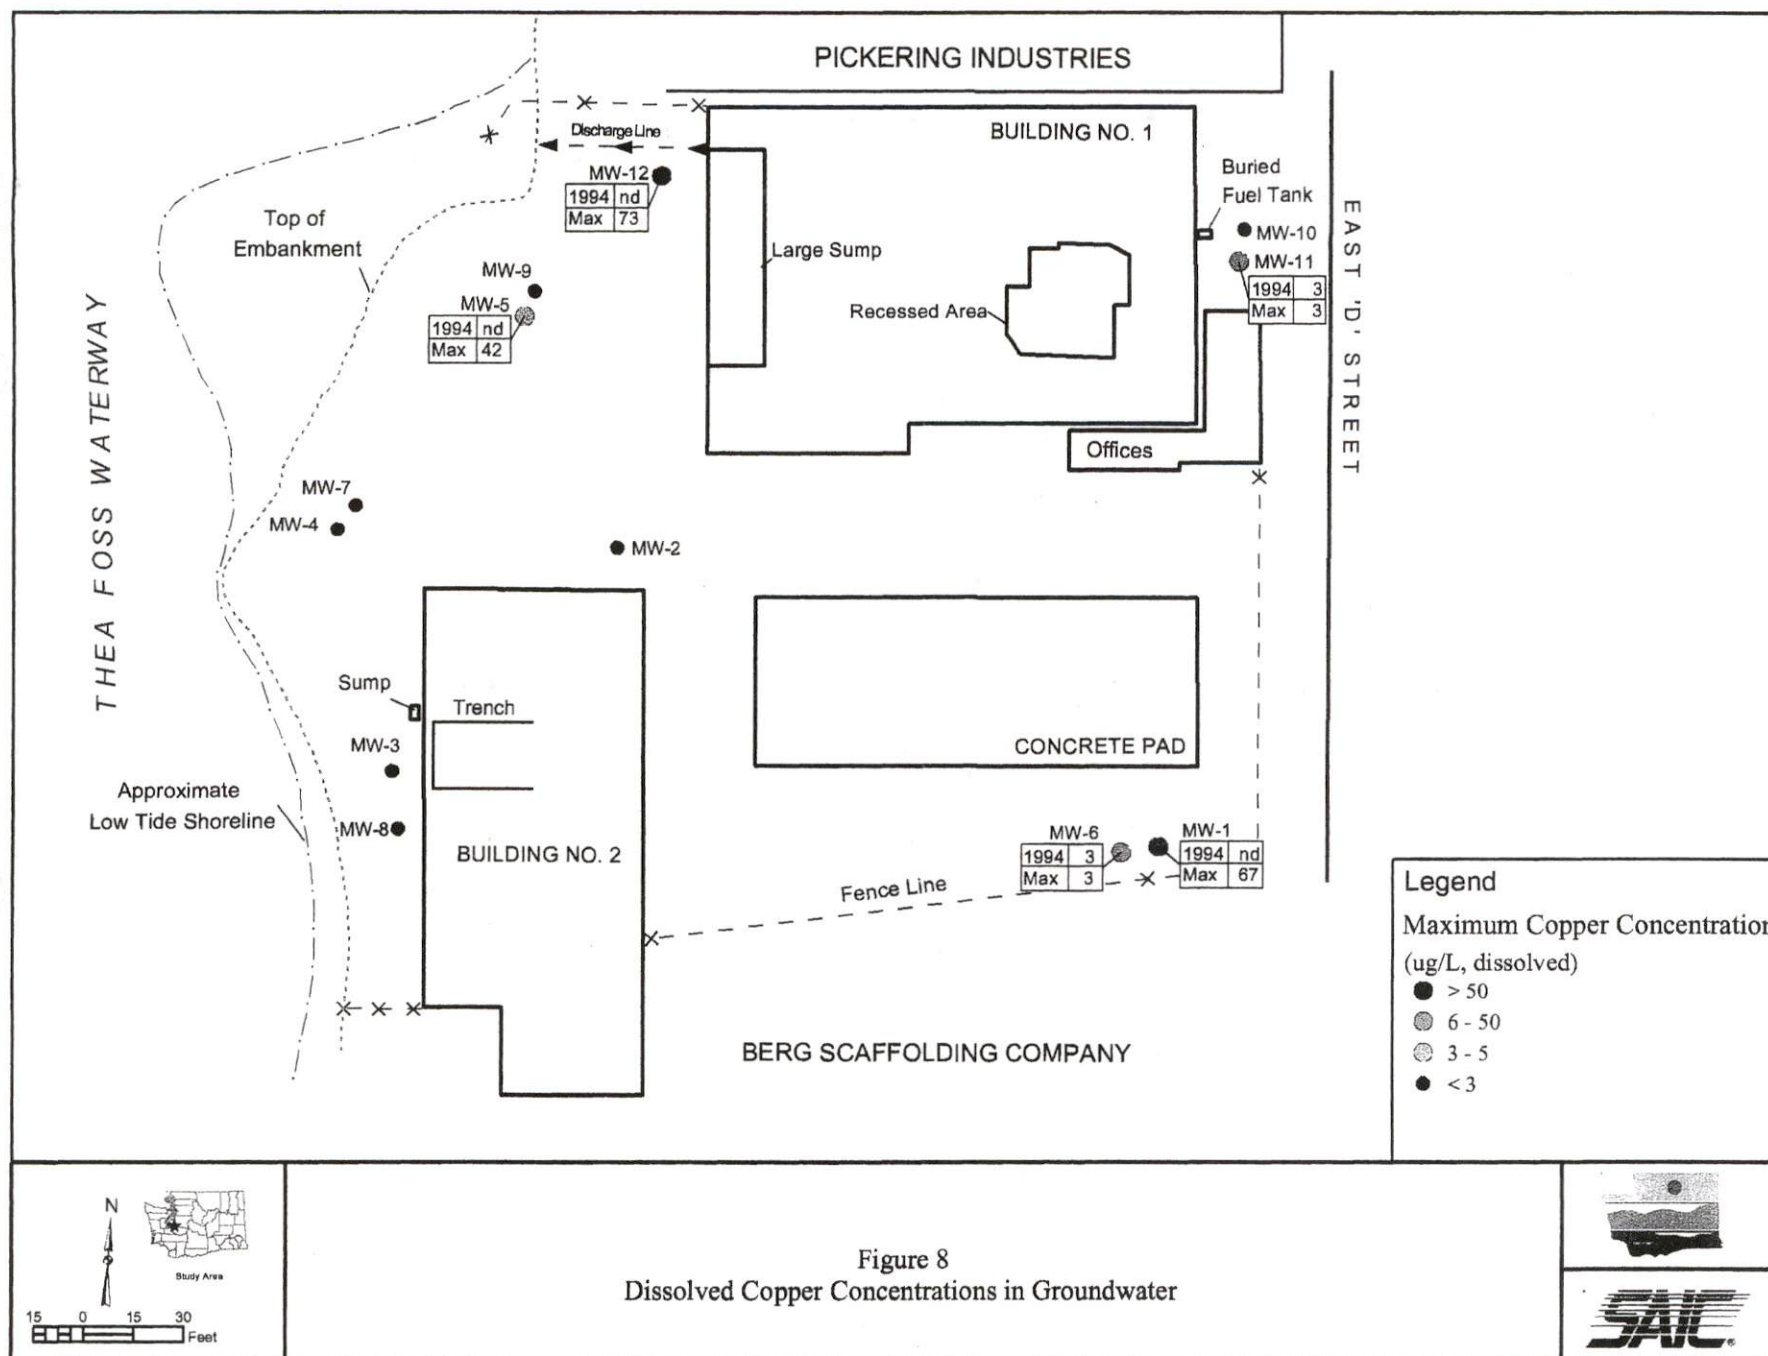 PICKERING INDUSTRIES
BUILDING NO. 1
Discharge Line
MW-12
1994 nd
Max 73
Buried
Fuel Tank
MW-10
MW-11
1994 3
Max 3
EAST 'D' STREET
Top of
Embankment
Large Sump
Recessed Area
MW-9
MW-5
1994 nd
Max 42
THEA FOSS WATERWAY
Offices
MW-7
MW-4
MW-2
Sump
Trench
MW-3
CONCRETE PAD
Approximate
Low Tide Shoreline
MW-8
BUILDING NO. 2
MW-6
1994 3
Max 3
MW-1
1994 nd
Max 67
Fence Line
BERG SCAFFOLDING COMPANY
Legend
Maximum Copper Concentration
(ug/L, dissolved)
> 50
6 - 50
3 - 5
< 3
N
Study Area
15 0 15 30
Feet
Figure 8
Dissolved Copper Concentrations in Groundwater
SAIC®